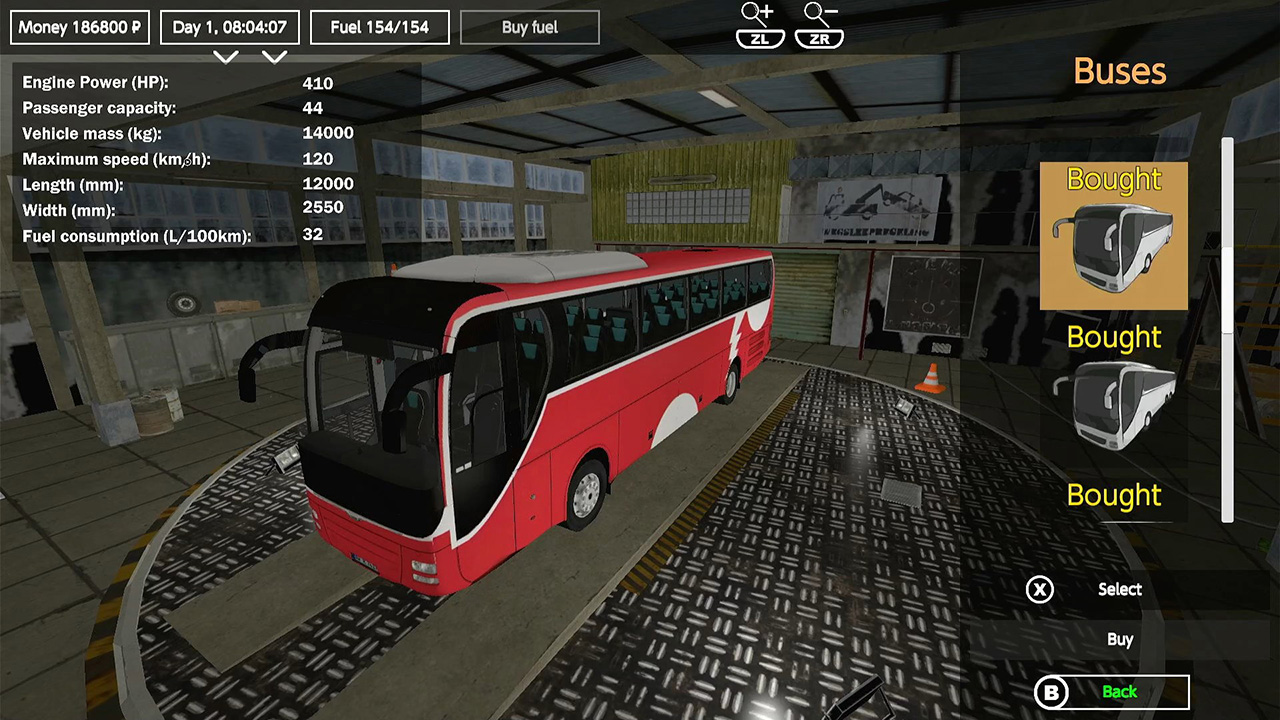 Money 186800 ₽
Day 1, 08:04:07
Fuel 154/154
Buy fuel
ZL
ZR
Buses
Engine Power (HP): 410
Passenger capacity: 44
Vehicle mass (kg): 14000
Maximum speed (km/h): 120
Length (mm): 12000
Width (mm): 2550
Fuel consumption (L/100km): 32
Bought
Bought
Bought
X Select
Buy
B Back